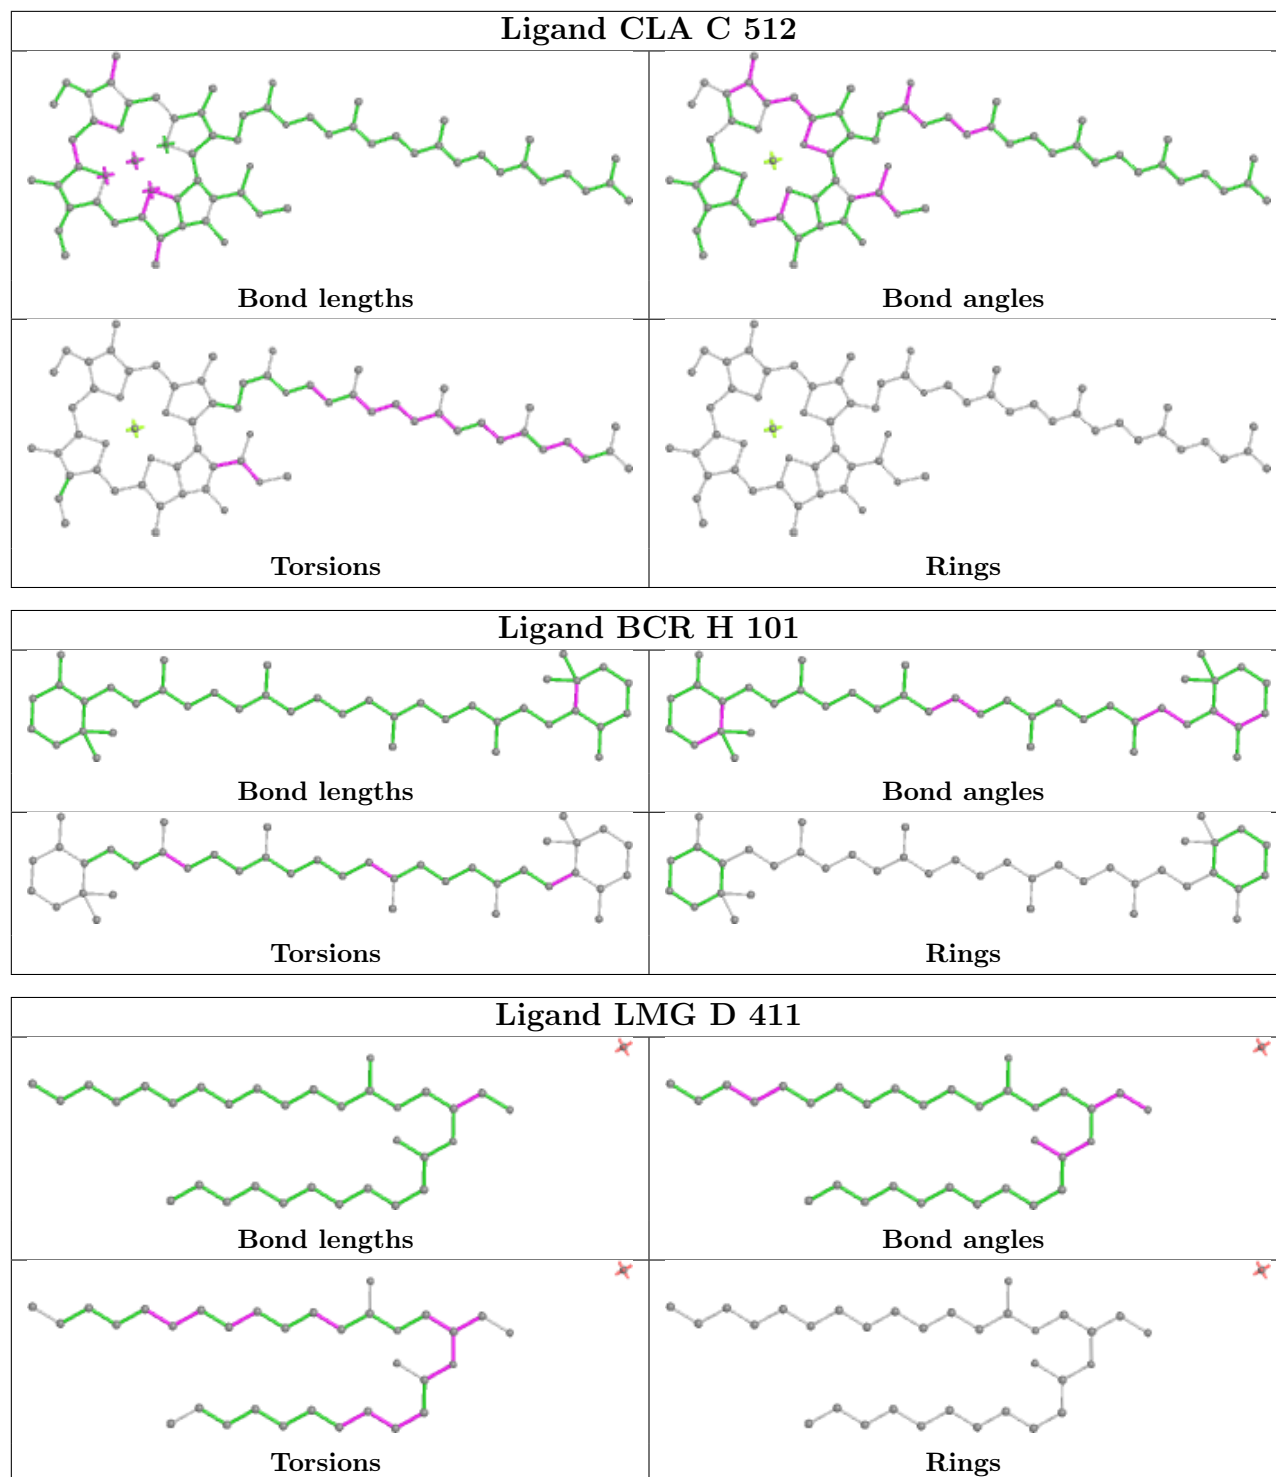 Ligand CLA C 512
Bond lengths
Bond angles
Torsions
Rings
Ligand BCR H 101
Bond lengths
Bond angles
Torsions
Rings
Ligand LMG D 411
Bond lengths
Bond angles
Torsions
Rings